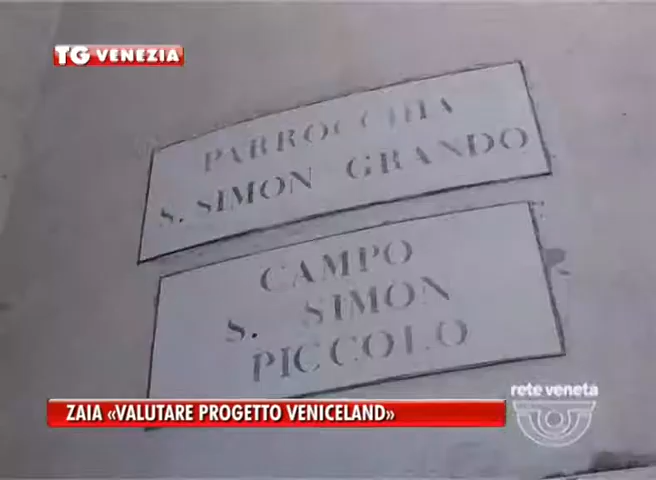 TG VENEZIA
PARROCCHIA
S. SIMON GRANDO
CAMPO
S. SIMON
PICCOLO
rete veneta
ZAIA «VALUTARE PROGETTO VENICELAND»